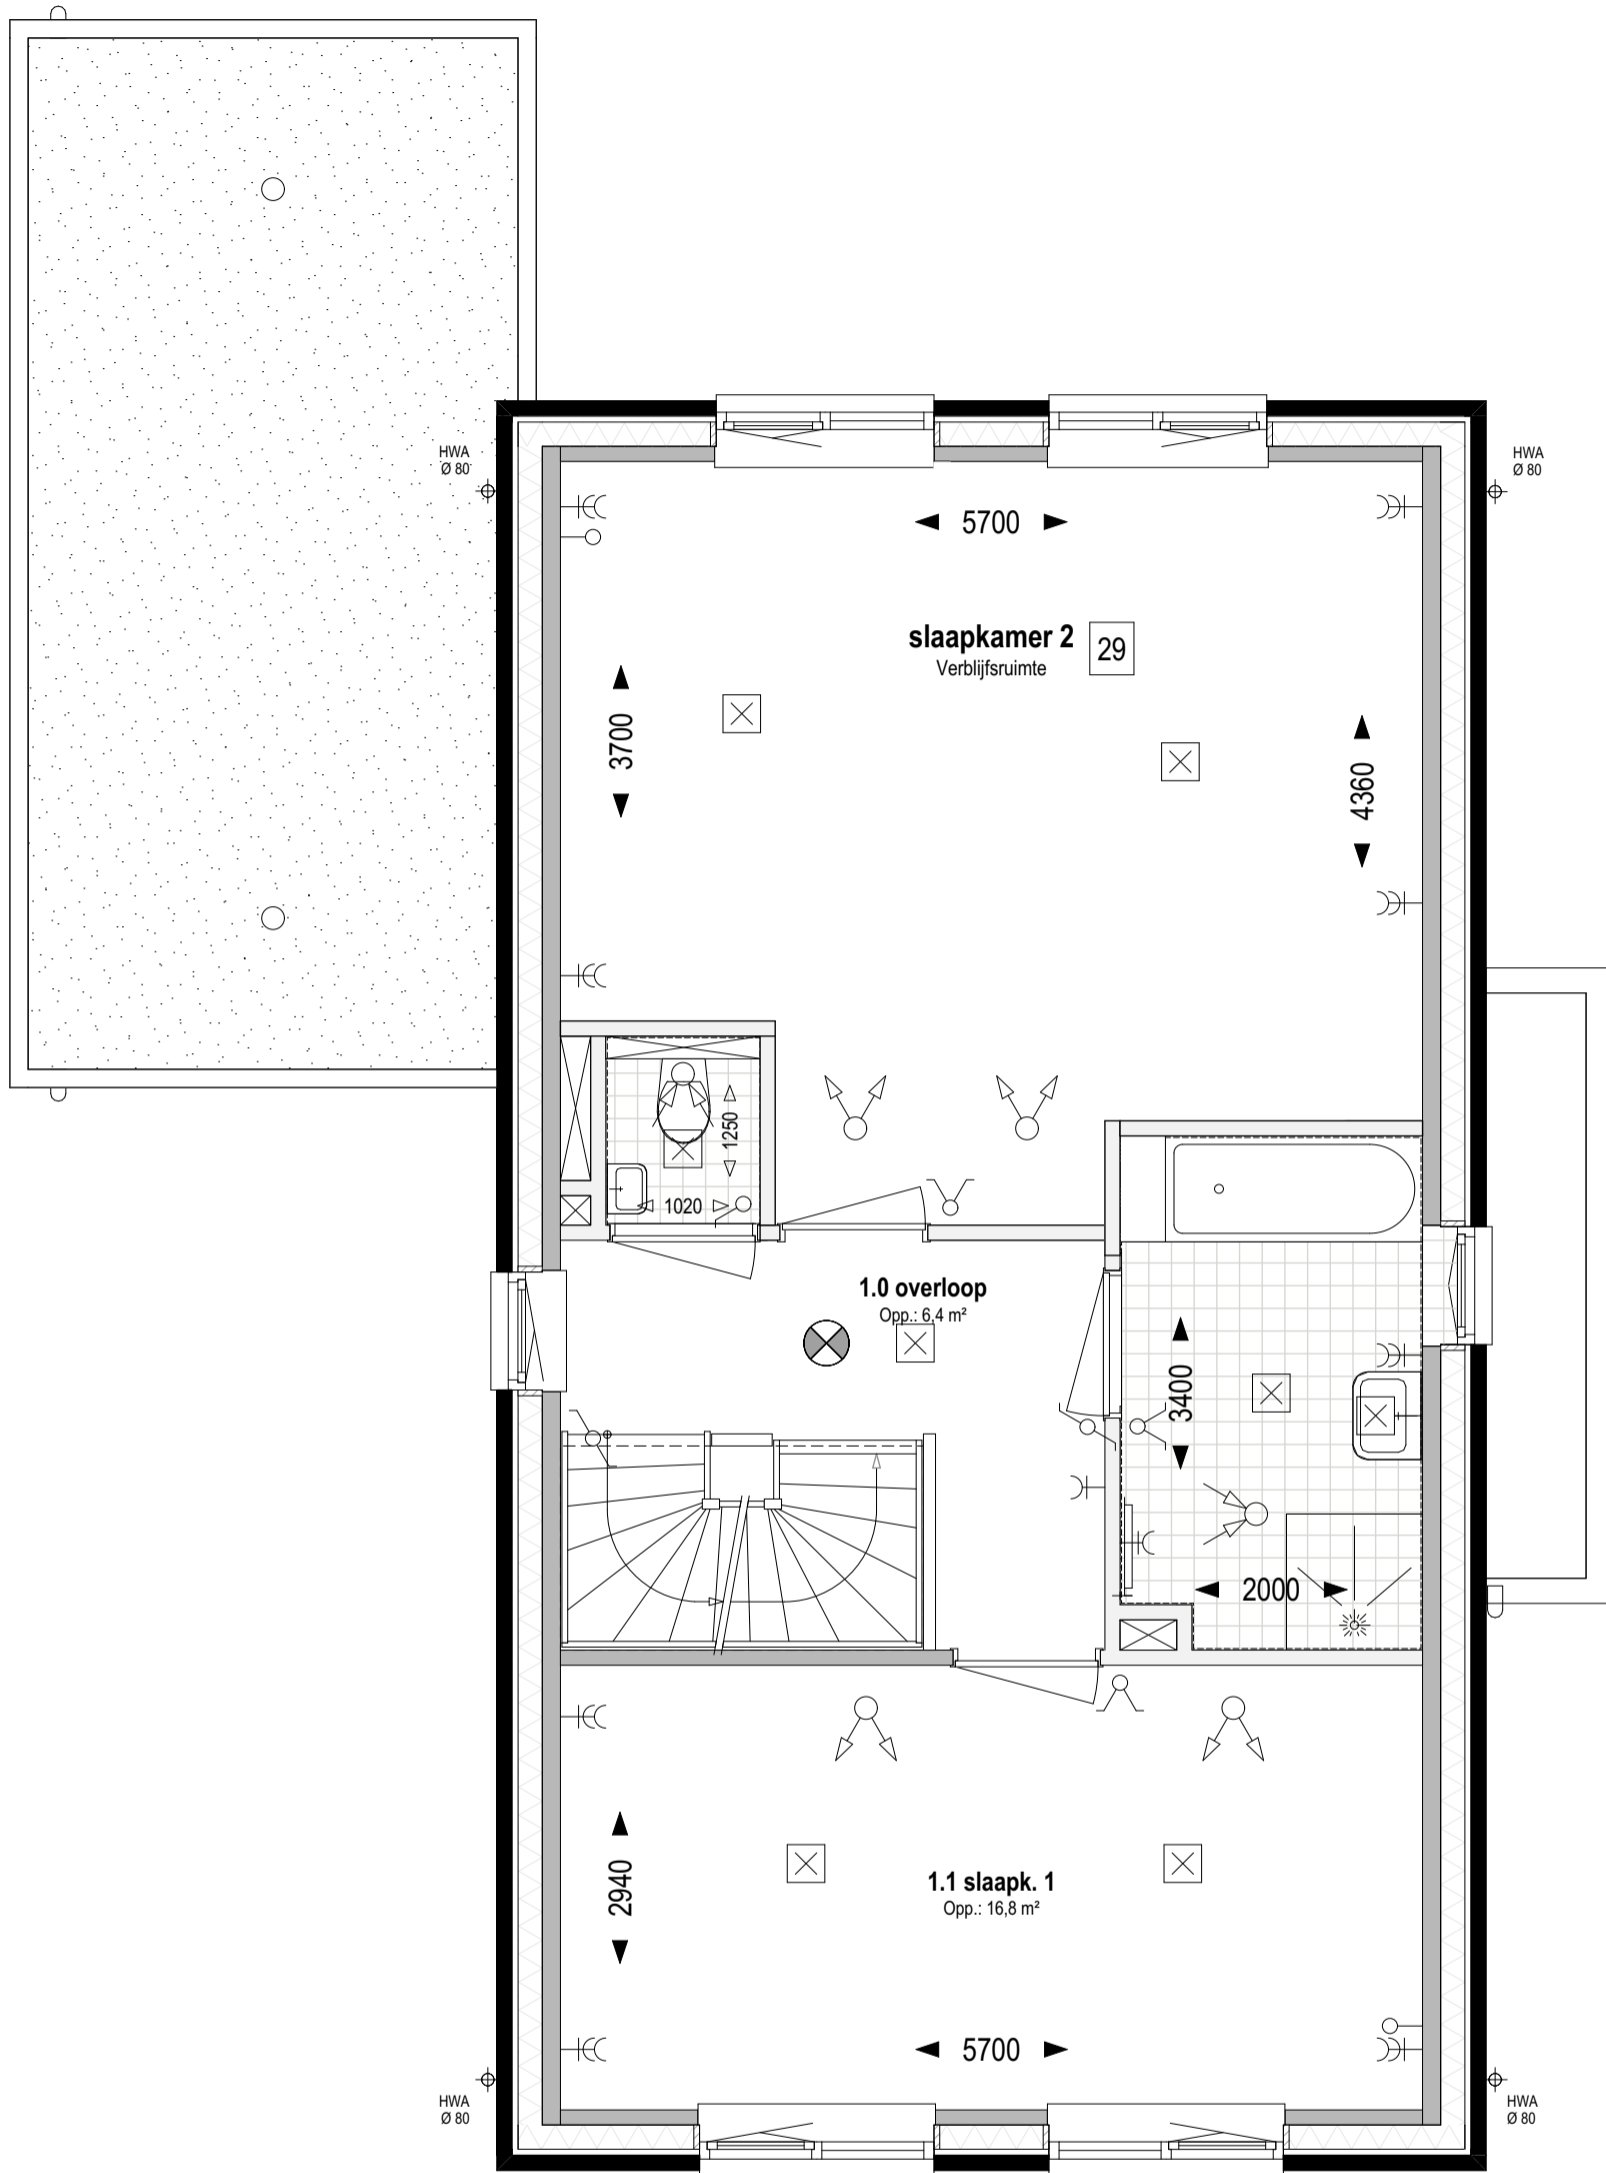 HWA
Ø 80
HWA
Ø 80
5700
slaapkamer 2
29
Verblijfsruimte
3700
4360
1250
1020
1.0 overloop
Opp.: 6,4 m²
3400
2000
2940
1.1 slaapk. 1
Opp.: 16,8 m²
5700
HWA
Ø 80
HWA
Ø 80